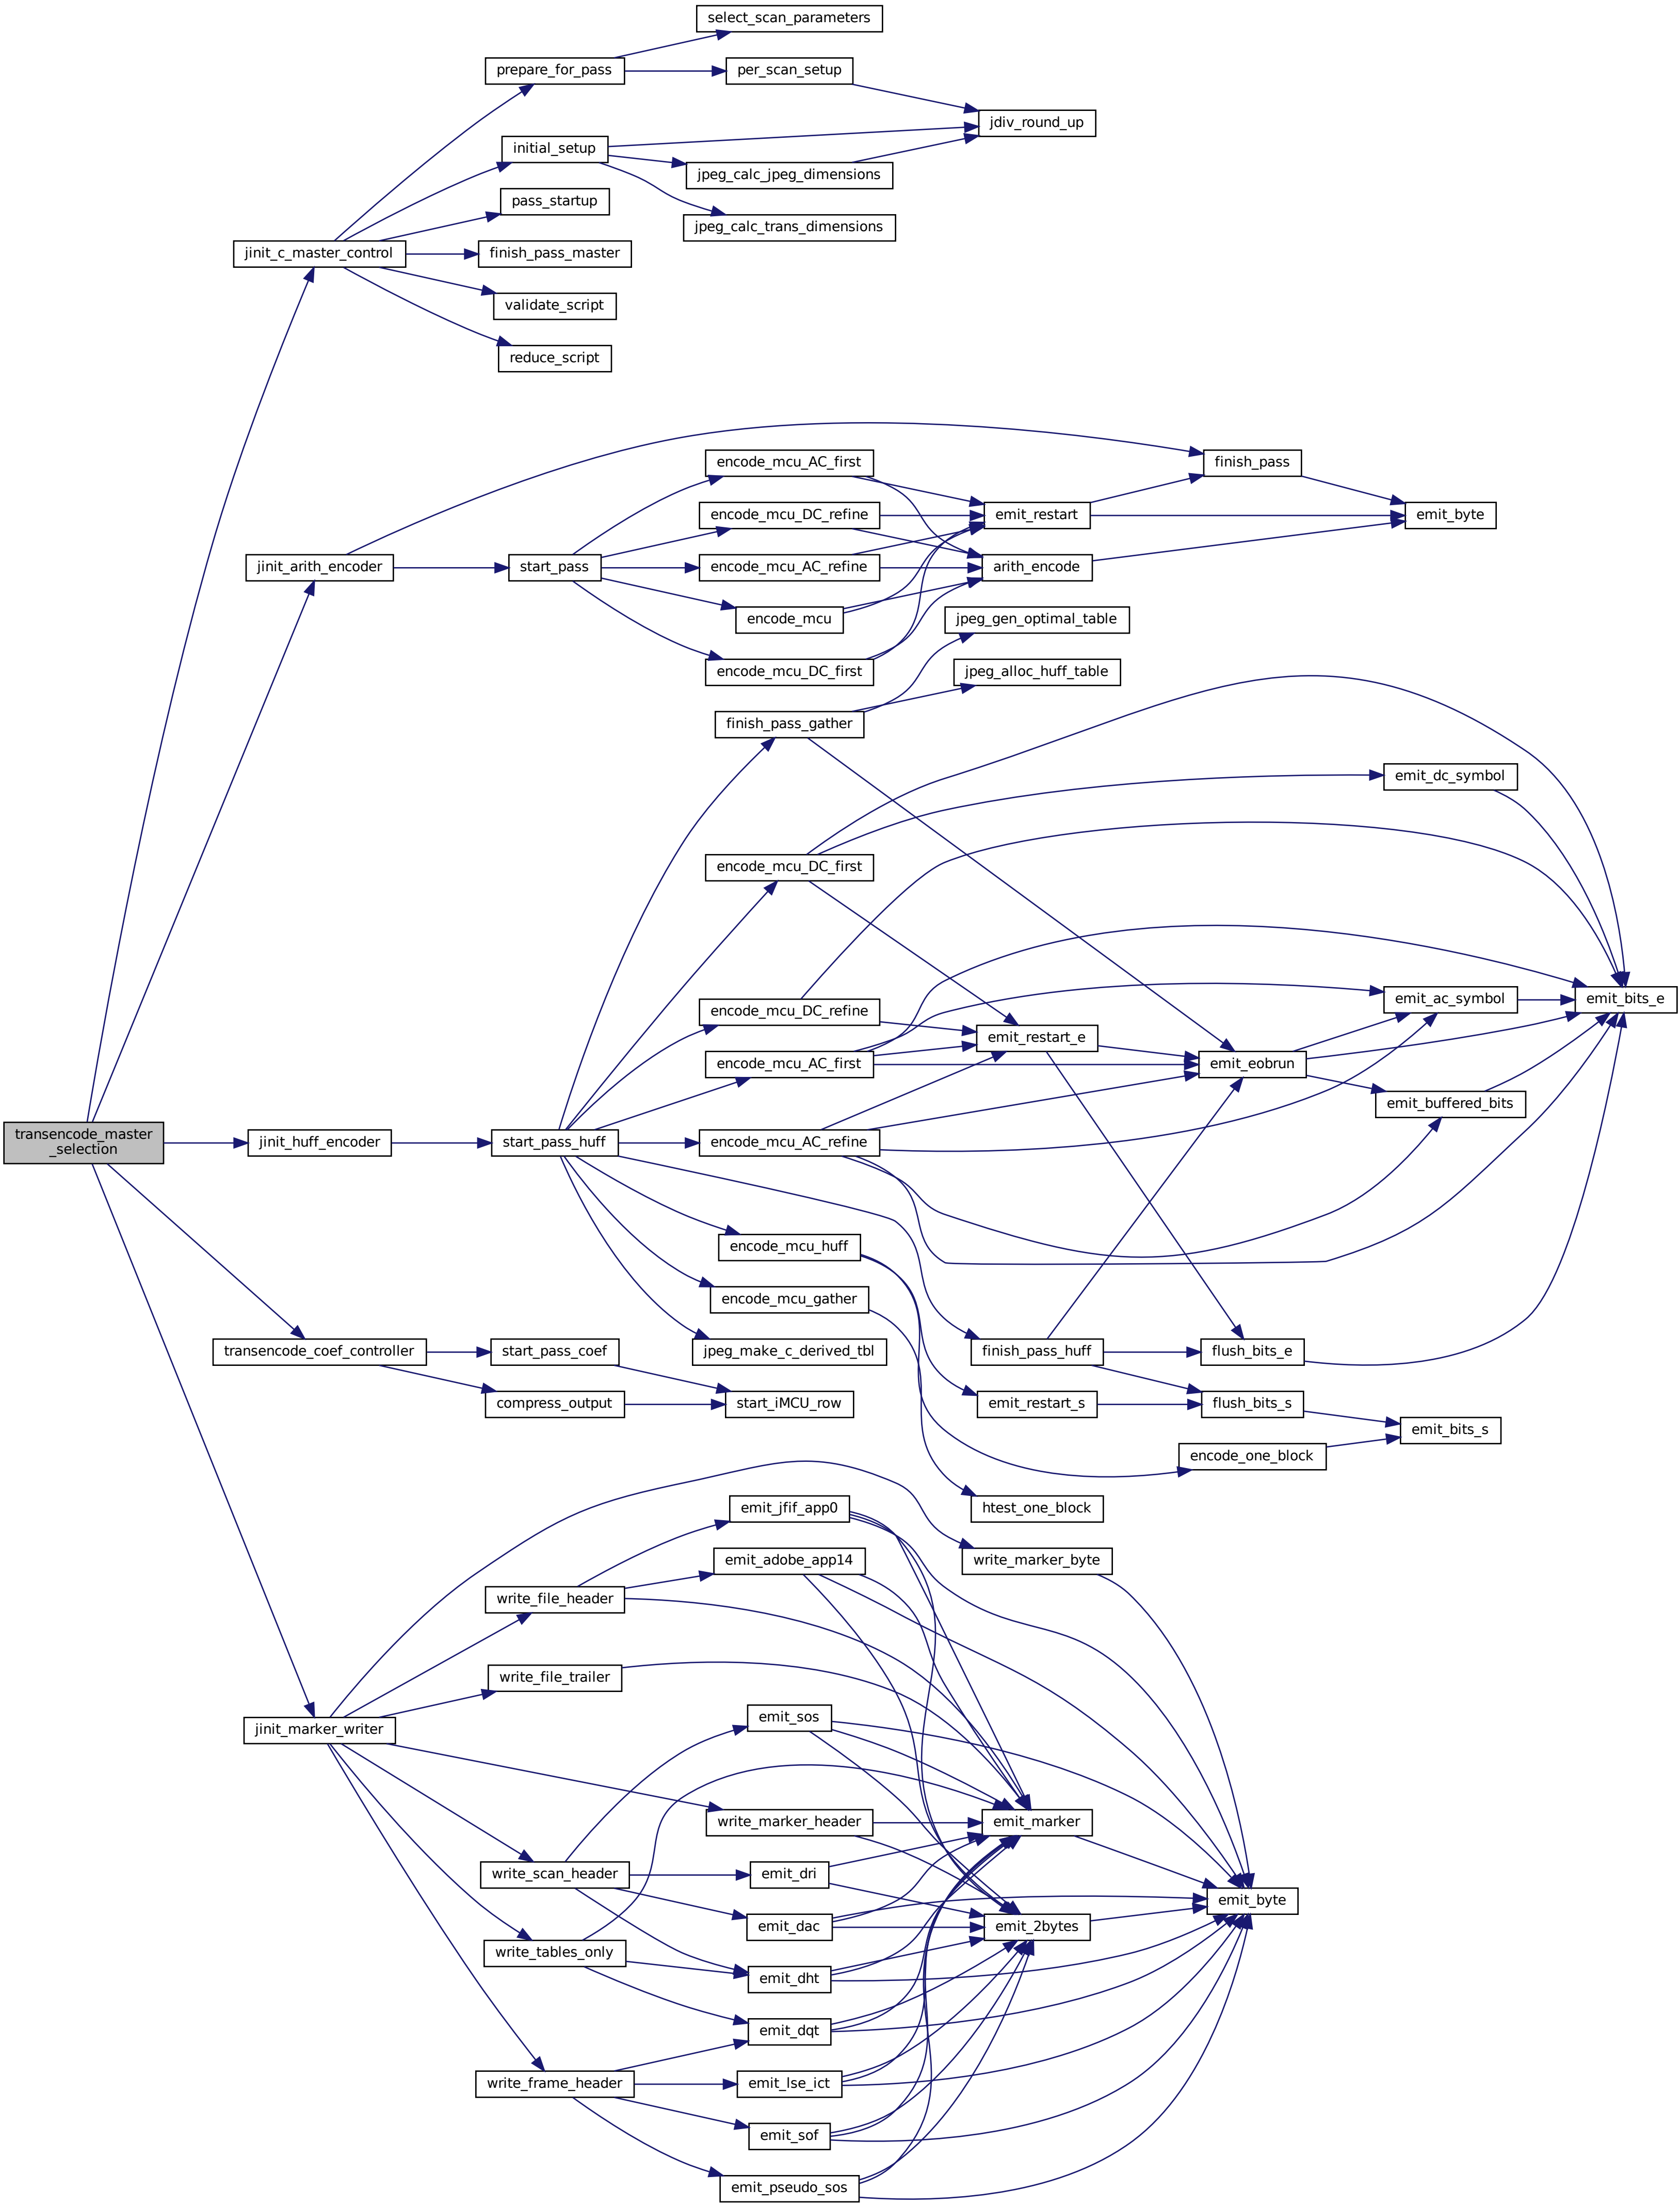 select_scan_parameters
prepare_for_pass
per_scan_setup
jdiv_round_up
initial_setup
jpeg_calc_jpeg_dimensions
pass_startup
jpeg_calc_trans_dimensions
jinit_c_master_control
finish_pass_master
validate_script
reduce_script
encode_mcu_AC_first
finish_pass
encode_mcu_DC_refine
emit_restart
emit_byte
jinit_arith_encoder
start_pass
encode_mcu_AC_refine
arith_encode
encode_mcu
jpeg_gen_optimal_table
encode_mcu_DC_first
jpeg_alloc_huff_table
finish_pass_gather
emit_dc_symbol
encode_mcu_DC_first
emit_ac_symbol
emit_bits_e
encode_mcu_DC_refine
emit_restart_e
encode_mcu_AC_first
emit_eobrun
emit_buffered_bits
transencode_master
_selection
jinit_huff_encoder
start_pass_huff
encode_mcu_AC_refine
encode_mcu_huff
encode_mcu_gather
transencode_coef_controller
start_pass_coef
jpeg_make_c_derived_tbl
finish_pass_huff
flush_bits_e
compress_output
start_iMCU_row
emit_restart_s
flush_bits_s
emit_bits_s
encode_one_block
emit_jfif_app0
htest_one_block
emit_adobe_app14
write_marker_byte
write_file_header
write_file_trailer
emit_sos
jinit_marker_writer
write_marker_header
emit_marker
write_scan_header
emit_dri
emit_byte
emit_dac
emit_2bytes
write_tables_only
emit_dht
emit_dqt
write_frame_header
emit_lse_ict
emit_sof
emit_pseudo_sos